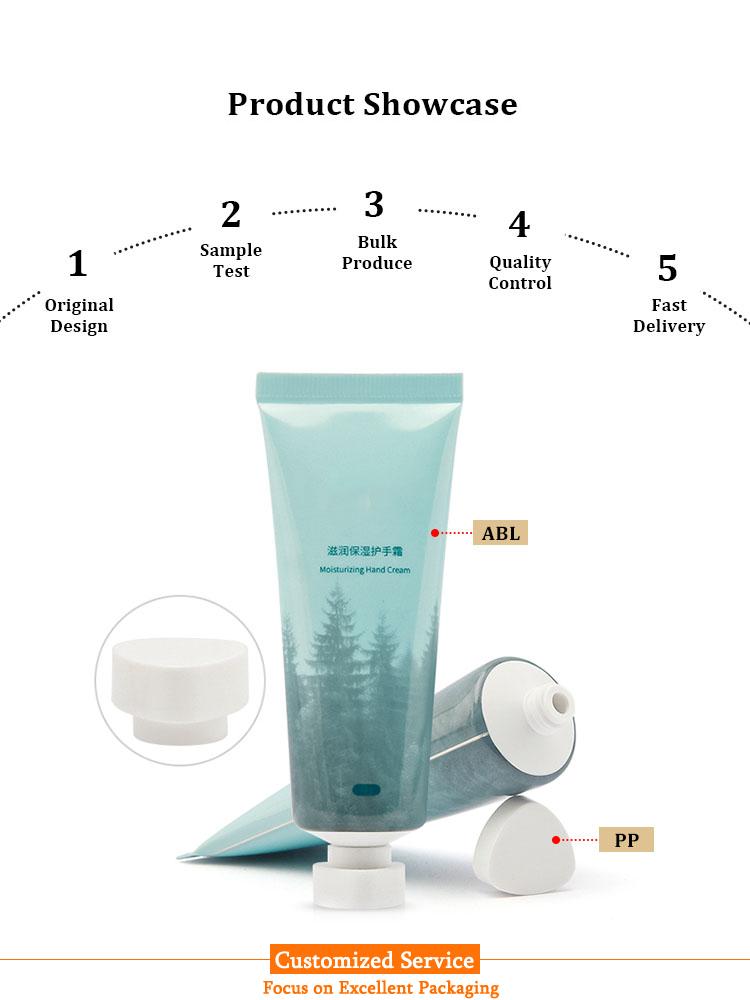 Product Showcase
1
Original
Design
2
Sample
Test
3
Bulk
Produce
4
Quality
Control
5
Fast
Delivery
ABL
滋润保湿护手霜
Moisturizing Hand Cream
PP
Customized Service
Focus on Excellent Packaging